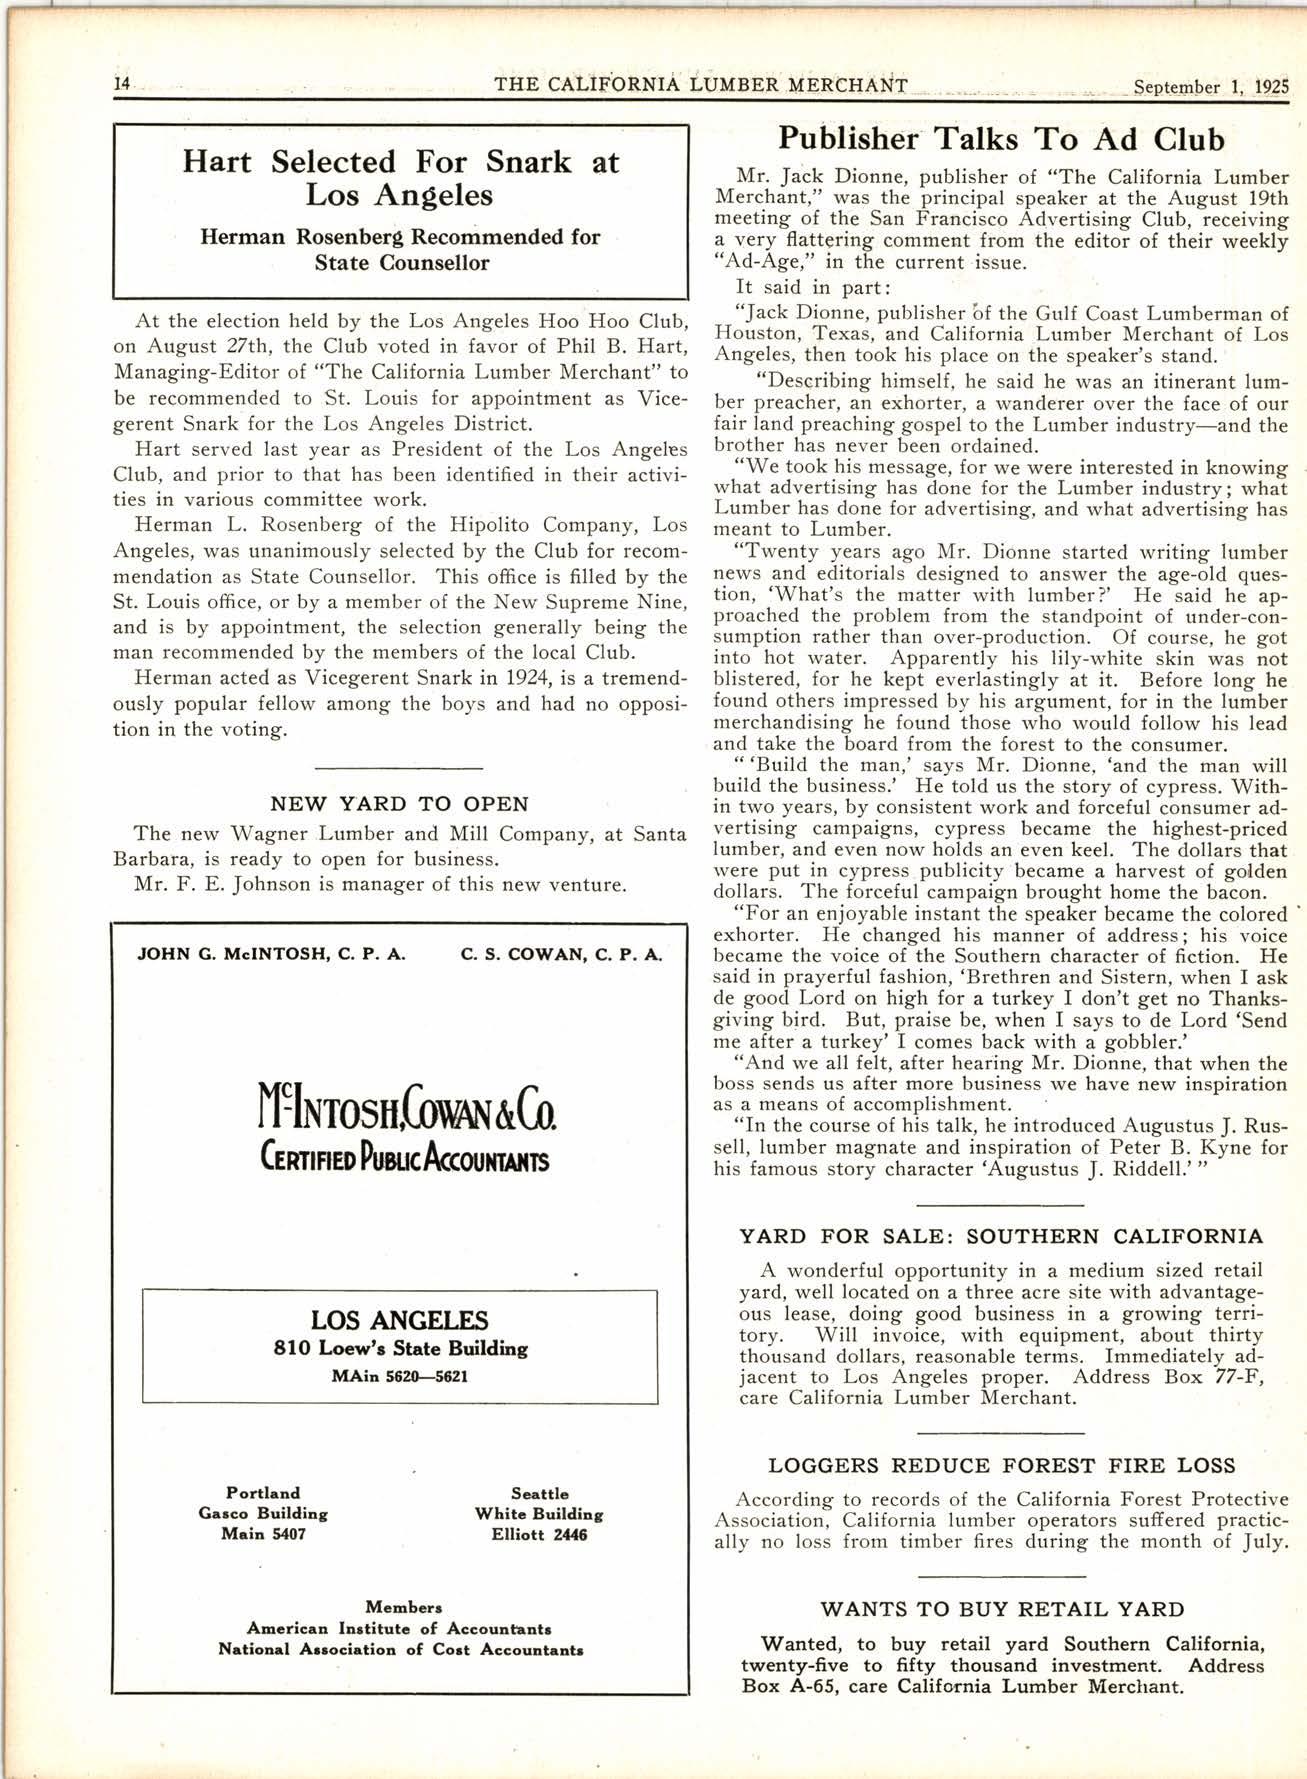 14
THE CALIFORNIA LUMBER MERCHANT
September 1, 1925
Hart Selected For Snark at
Los Angeles
Herman Rosenberg Recommended for
State Counsellor
At the election held by the Los Angeles Hoo Hoo Club,
on August 27th, the Club voted in favor of Phil B. Hart,
Managing-Editor of “The California Lumber Merchant” to
be recommended to St. Louis for appointment as Vice-
gerent Snark for the Los Angeles District.
Hart served last year as President of the Los Angeles
Club, and prior to that has been identified in their activi-
ties in various committee work.
Herman L. Rosenberg of the Hipolito Company, Los
Angeles, was unanimously selected by the Club for recom-
mendation as State Counsellor. This office is filled by the
St. Louis office, or by a member of the New Supreme Nine,
and is by appointment, the selection generally being the
man recommended by the members of the local Club.
Herman acted as Vicegerent Snark in 1924, is a tremend-
ously popular fellow among the boys and had no opposi-
tion in the voting.
NEW YARD TO OPEN
The new Wagner Lumber and Mill Company, at Santa
Barbara, is ready to open for business.
Mr. F. E. Johnson is manager of this new venture.
JOHN G. McINTOSH, C. P. A. C. S. COWAN, C. P. A.
McINTOSH, COWAN & CO.
CERTIFIED PUBLIC ACCOUNTANTS
LOS ANGELES
810 Loew's State Building
MAin 5620—5621
Portland
Gasco Building
Main 5407
Seattle
White Building
Elliott 2446
Members
American Institute of Accountants
National Association of Cost Accountants
Publisher Talks To Ad Club
Mr. Jack Dionne, publisher of “The California Lumber
Merchant,” was the principal speaker at the August 19th
meeting of the San Francisco Advertising Club, receiving
a very flattering comment from the editor of their weekly
“Ad-Age,” in the current issue.
It said in part:
“Jack Dionne, publisher of the Gulf Coast Lumberman of
Houston, Texas, and California Lumber Merchant of Los
Angeles, then took his place on the speaker's stand.
“Describing himself, he said he was an itinerant lum-
ber preacher, an exhorter, a wanderer over the face of our
fair land preaching gospel to the Lumber industry—and the
brother has never been ordained.
“We took his message, for we were interested in knowing
what advertising has done for the Lumber industry; what
Lumber has done for advertising, and what advertising has
meant to Lumber.
“Twenty years ago Mr. Dionne started writing lumber
news and editorials designed to answer the age-old ques-
tion, ‘What's the matter with lumber?’ He said he ap-
proached the problem from the standpoint of under-con-
sumption rather than over-production. Of course, he got
into hot water. Apparently his lily-white skin was not
blistered, for he kept everlastingly at it. Before long he
found others impressed by his argument, for in the lumber
merchandising he found those who would follow his lead
and take the board from the forest to the consumer.
“ ‘Build the man,’ says Mr. Dionne, ‘and the man will
build the business.’ He told us the story of cypress. With-
in two years, by consistent work and forceful consumer ad-
vertising campaigns, cypress became the highest-priced
lumber, and even now holds an even keel. The dollars that
were put in cypress publicity became a harvest of golden
dollars. The forceful campaign brought home the bacon.
“For an enjoyable instant the speaker became the colored
exhorter. He changed his manner of address; his voice
became the voice of the Southern character of fiction. He
said in prayerful fashion, ‘Brethren and Sistern, when I ask
de good Lord on high for a turkey I don't get no Thanks-
giving bird. But, praise be, when I says to de Lord ‘Send
me after a turkey’ I comes back with a gobbler.’
“And we all felt, after hearing Mr. Dionne, that when the
boss sends us after more business we have new inspiration
as a means of accomplishment.
“In the course of his talk, he introduced Augustus J. Rus-
sell, lumber magnate and inspiration of Peter B. Kyne for
his famous story character ‘Augustus J. Riddell.’ ”
YARD FOR SALE: SOUTHERN CALIFORNIA
A wonderful opportunity in a medium sized retail
yard, well located on a three acre site with advantage-
ous lease, doing good business in a growing terri-
tory. Will invoice, with equipment, about thirty
thousand dollars, reasonable terms. Immediately ad-
jacent to Los Angeles proper. Address Box 77-F,
care California Lumber Merchant.
LOGGERS REDUCE FOREST FIRE LOSS
According to records of the California Forest Protective
Association, California lumber operators suffered practic-
ally no loss from timber fires during the month of July.
WANTS TO BUY RETAIL YARD
Wanted, to buy retail yard Southern California,
twenty-five to fifty thousand investment. Address
Box A-65, care California Lumber Merchant.